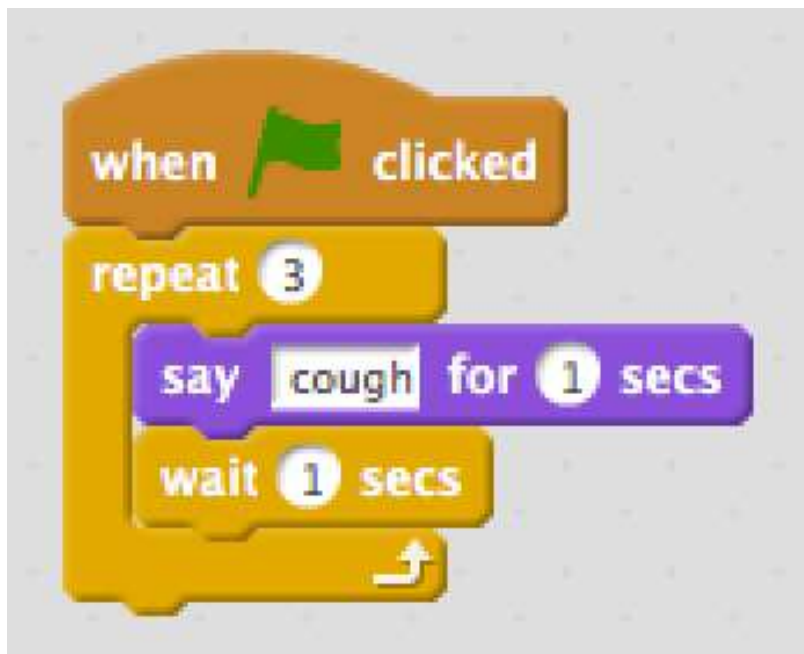 when clicked
repeat 3
say cough for 1 secs
wait 1 secs